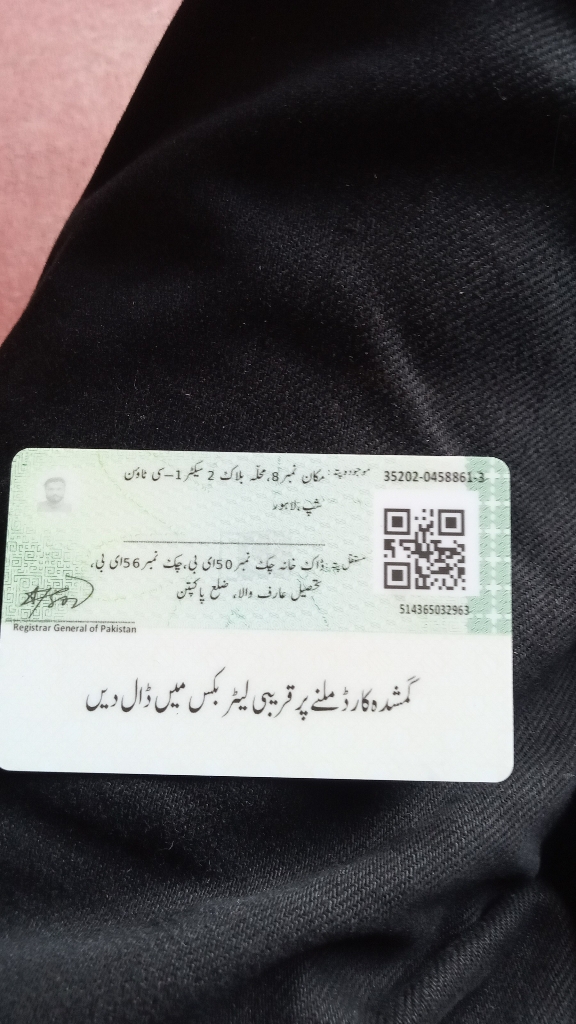 موجودہ پتہ: مکان نمبر 8، محلہ بلاک 2 سیکٹر 1-سی ٹاؤن
شپ، لاہور
35202-0458861-3
مستقل پتہ: ڈاک خانہ چک نمبر 50ای بی، چک نمبر 56ای بی،
تحصیل عارف والا، ضلع پاکپتن
514365032963
Registrar General of Pakistan
گمشدہ کارڈ ملنے پر قریبی لیٹر بکس میں ڈال دیں